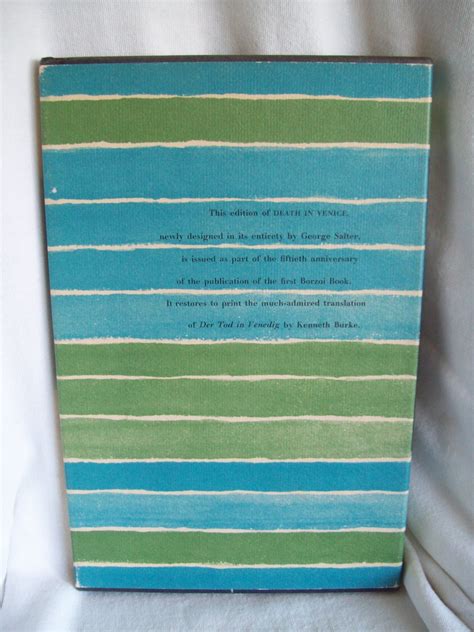 This edition of DEATH IN VENICE,
newly designed in its entirety by George Salter,
is issued as part of the fiftieth anniversary
of the publication of the first Borzoi Book.
It restores to print the much-admired translation
of Der Tod in Venedig by Kenneth Burke.